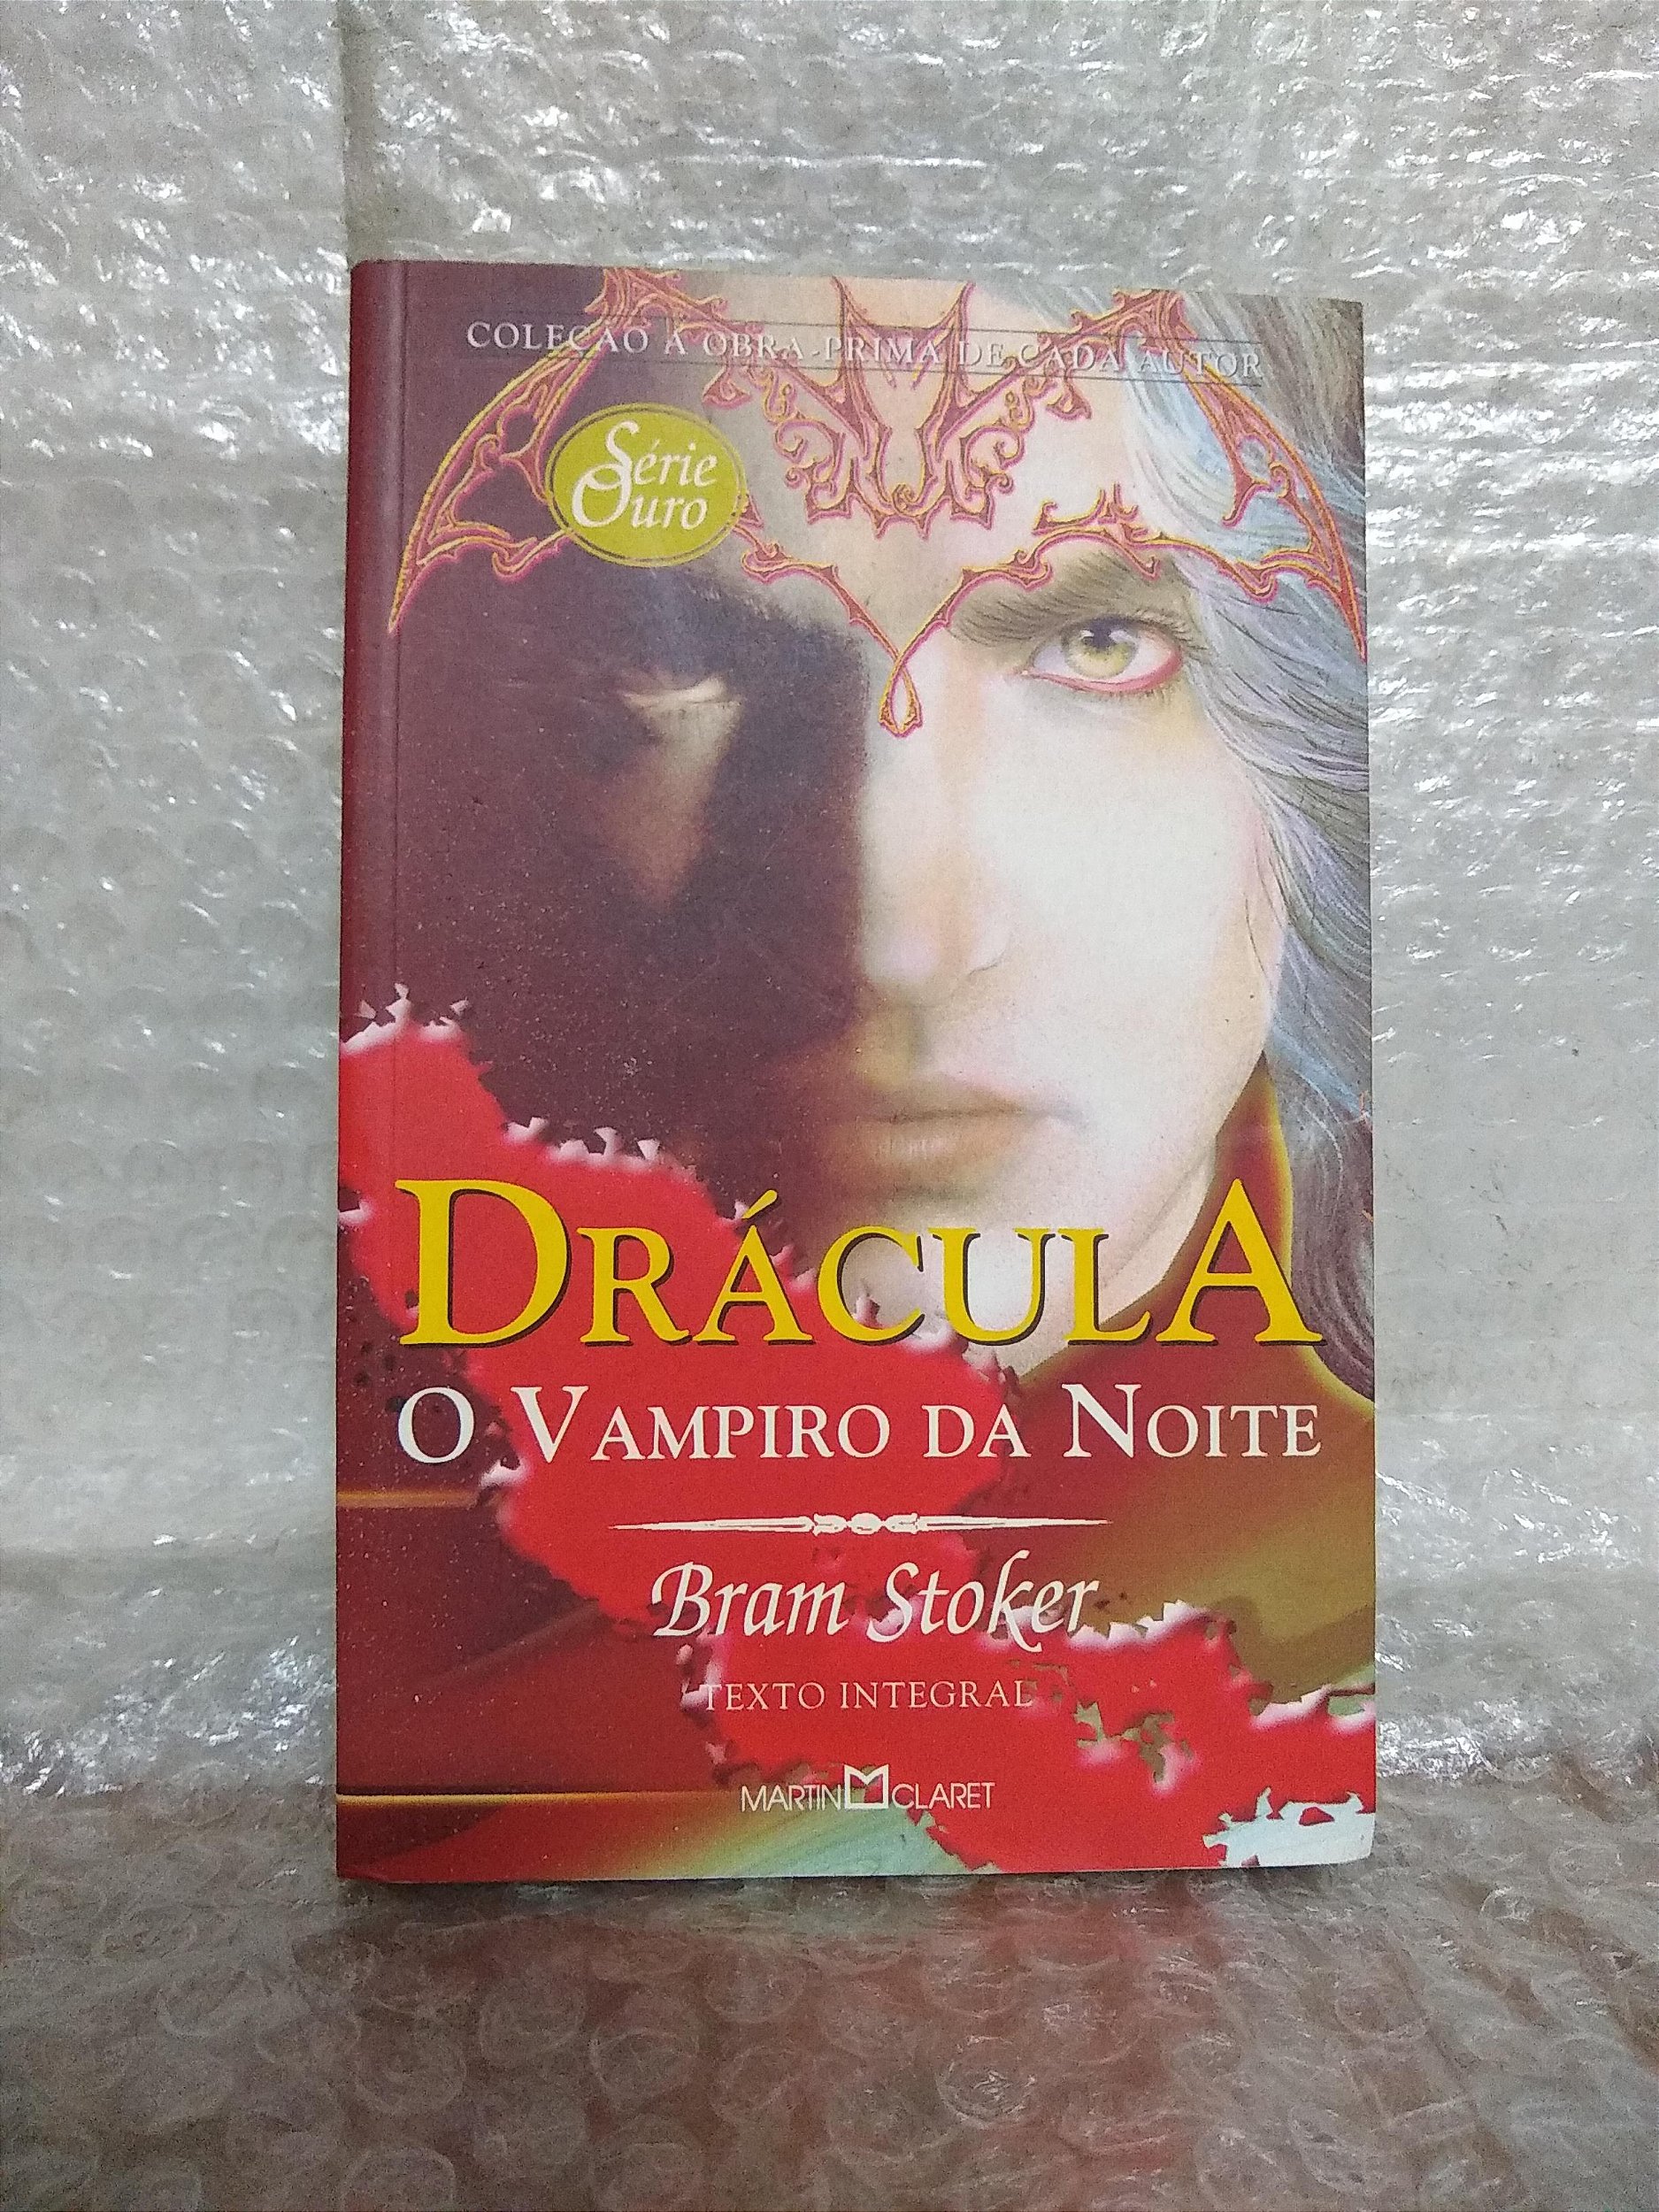 COLEÇÃO A OBRA-PRIMA DE CADA AUTOR
Série
Ouro
DRÁCULA
O VAMPIRO DA NOITE
Bram Stoker
TEXTO INTEGRAL
MARTIN CLARET